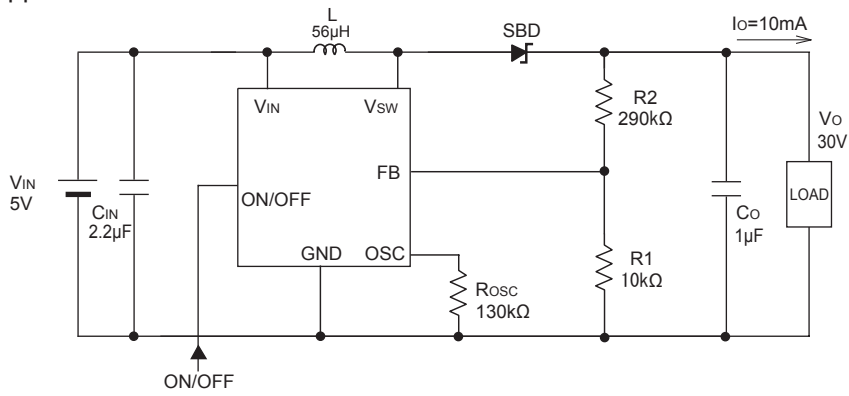 L
56μH
SBD
Io=10mA
VIN
VSW
R2
290kΩ
Vo
30V
FB
VIN
5V
CIN
2.2μF
ON/OFF
LOAD
Co
1μF
GND
OSC
R1
10kΩ
Rosc
130kΩ
ON/OFF